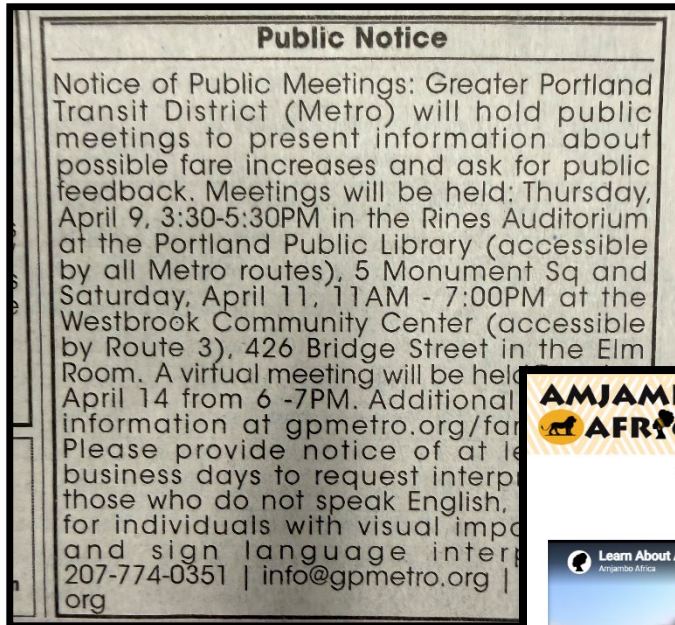 Public Notice
Notice of Public Meetings: Greater Portland
Transit District (Metro) will hold public
meetings to present information about
possible fare increases and ask for public
feedback. Meetings will be held: Thursday,
April 9, 3:30-5:30PM in the Rines Auditorium
at the Portland Public Library (accessible
by all Metro routes), 5 Monument Sq and
Saturday, April 11, 11AM - 7:00PM at the
Westbrook Community Center (accessible
by Route 3), 426 Bridge Street in the Elm
Room. A virtual meeting will be held
April 14 from 6 -7PM. Additional
information at gpmetro.org/far
Please provide notice of at le
business days to request interp
those who do not speak English,
for individuals with visual impa
and sign language interp
207-774-0351 | info@gpmetro.org |
org
AMJAM
AFR
Learn About
Amjambo Africa